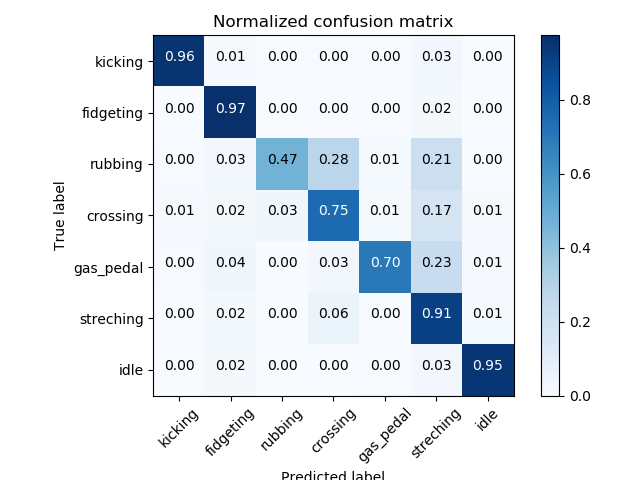 Normalized confusion matrix
True label
kicking 0.96 0.01 0.00 0.00 0.00 0.03 0.00
fidgeting 0.00 0.97 0.00 0.00 0.00 0.02 0.00
rubbing 0.00 0.03 0.47 0.28 0.01 0.21 0.00
crossing 0.01 0.02 0.03 0.75 0.01 0.17 0.01
gas_pedal 0.00 0.04 0.00 0.03 0.70 0.23 0.01
streching 0.00 0.02 0.00 0.06 0.00 0.91 0.01
idle 0.00 0.02 0.00 0.00 0.00 0.03 0.95
kicking fidgeting rubbing crossing gas_pedal streching idle
Predicted label
0.8
0.6
0.4
0.2
0.0